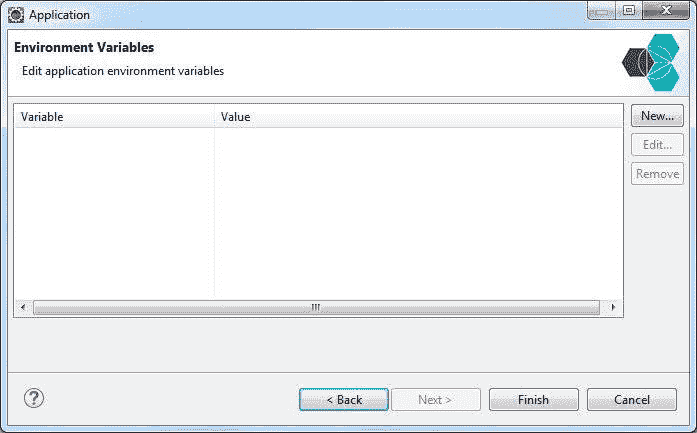 Application
Environment Variables
Edit application environment variables
Variable Value
New...
Edit...
Remove
?
< Back Next > Finish Cancel